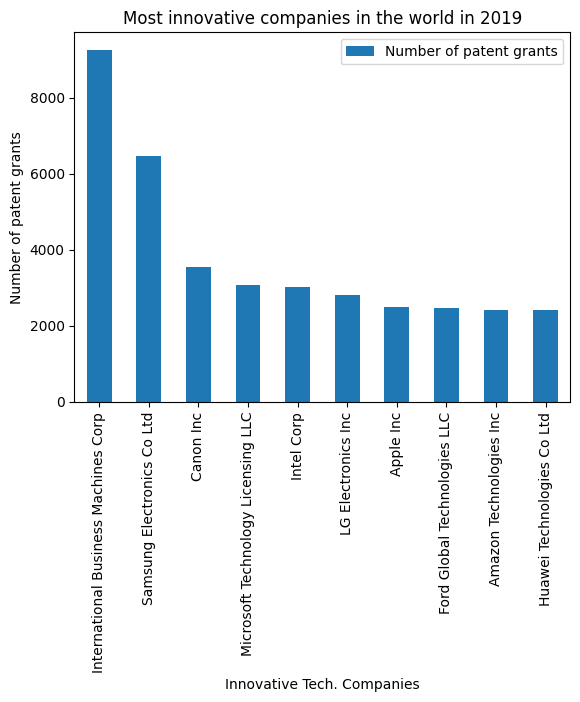 Most innovative companies in the world in 2019
Number of patent grants
Number of patent grants
8000
6000
4000
2000
0
International Business Machines Corp
Samsung Electronics Co Ltd
Canon Inc
Microsoft Technology Licensing LLC
Intel Corp
LG Electronics Inc
Apple Inc
Ford Global Technologies LLC
Amazon Technologies Inc
Huawei Technologies Co Ltd
Innovative Tech. Companies